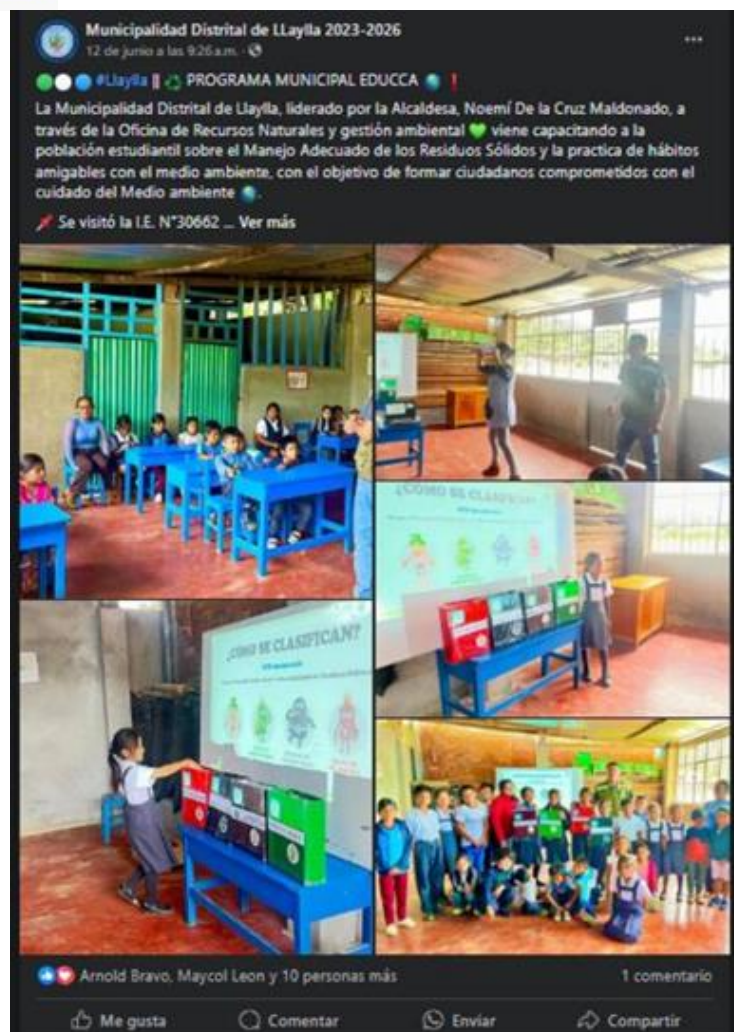 Municipalidad Distrital de LLaylla 2023-2026
12 de junio a las 9:26 a.m. ·
#Llaylla || PROGRAMA MUNICIPAL EDUCCA
La Municipalidad Distrital de Llaylla, liderado por la Alcaldesa, Noemí De la Cruz Maldonado, a
través de la Oficina de Recursos Naturales y gestión ambiental 💚 viene capacitando a la
población estudiantil sobre el Manejo Adecuado de los Residuos Sólidos y la practica de hábitos
amigables con el medio ambiente, con el objetivo de formar ciudadanos comprometidos con el
cuidado del Medio ambiente.
Se visitó la I.E. N°30662 ... Ver más
¿COMO SE CLASIFICAN?
¿COMO SE CLASIFICAN?
Arnold Bravo, Maycol Leon y 10 personas más
1 comentario
Me gusta
Comentar
Enviar
Compartir